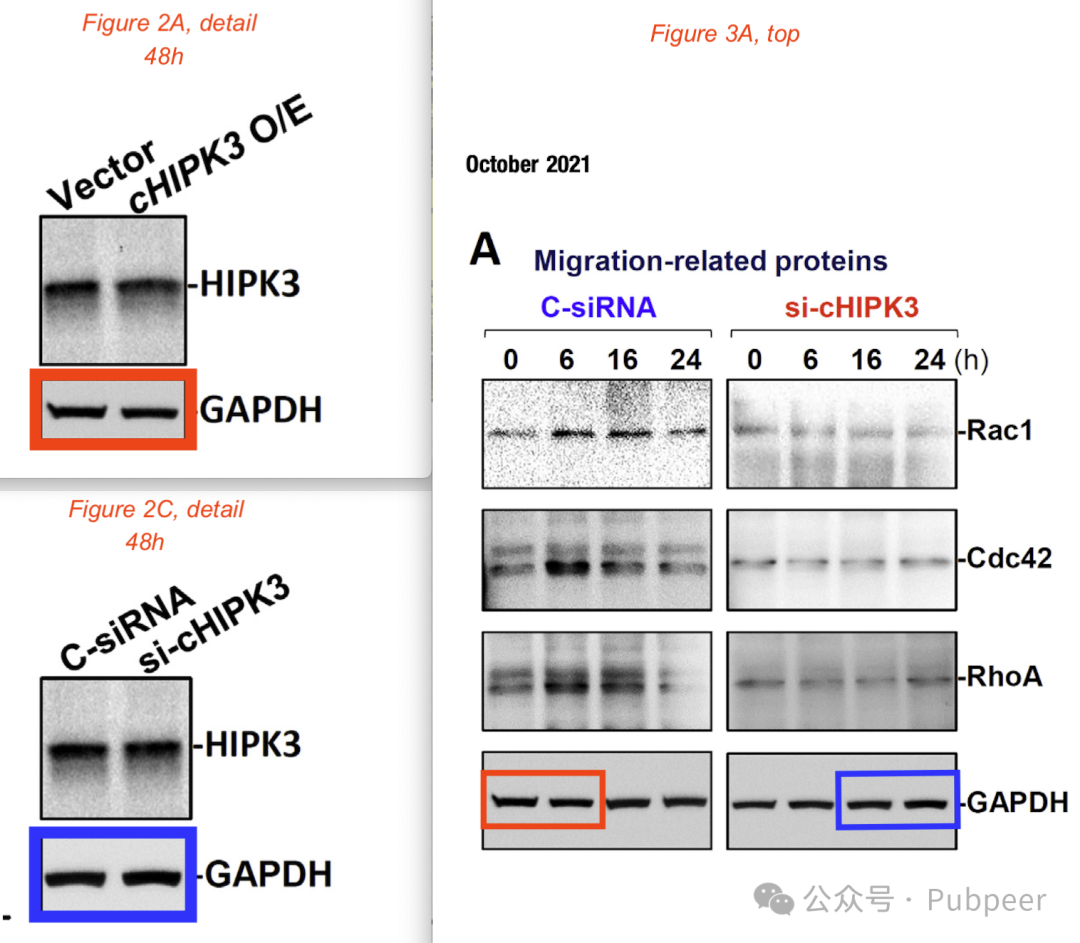 Figure 2A, detail
48h
Vector
cHIPK3 O/E
-HIPK3
-GAPDH
Figure 2C, detail
48h
C-siRNA
si-cHIPK3
-HIPK3
-GAPDH
Figure 3A, top
October 2021
A Migration-related proteins
C-siRNA si-cHIPK3
0 6 16 24 0 6 16 24 (h)
-Rac1
-Cdc42
-RhoA
-GAPDH
公众号 · Pubpeer